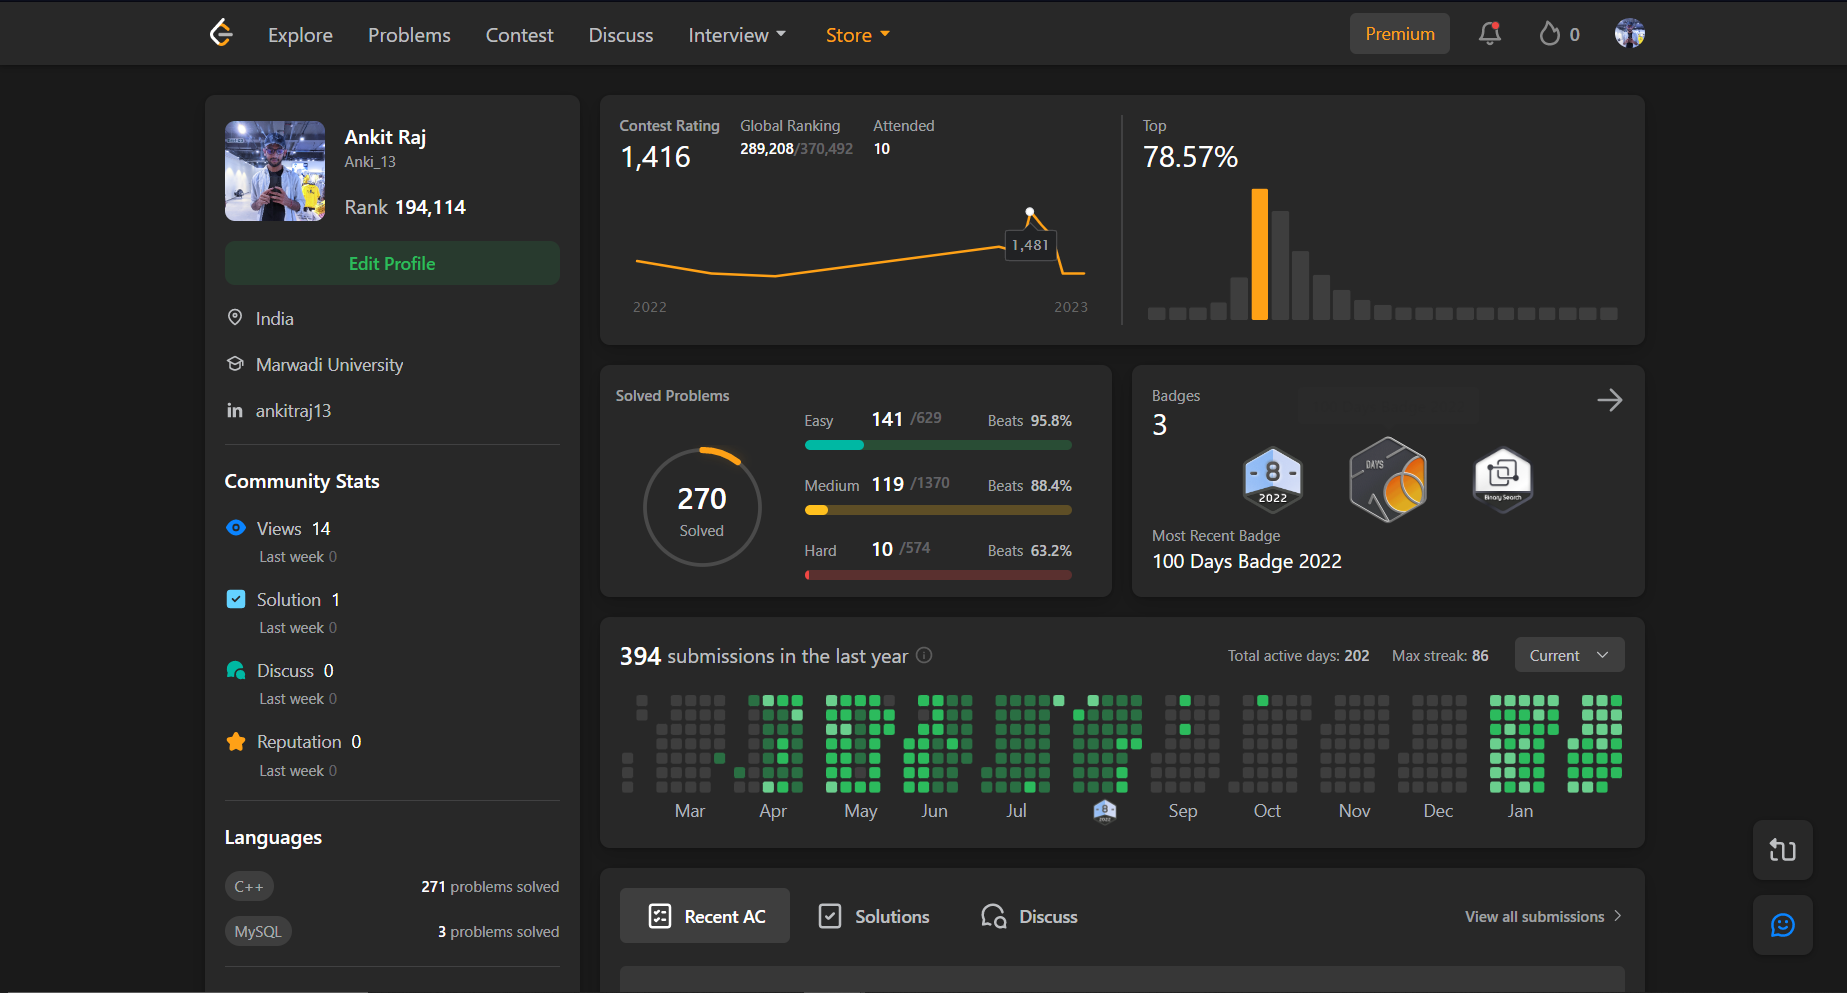 Explore Problems Contest Discuss Interview Store Premium 0
Ankit Raj
Anki_13
Rank 194,114
Edit Profile
India
Marwadi University
ankitraj13
Community Stats
Views 14
Last week 0
Solution 1
Last week 0
Discuss 0
Last week 0
Reputation 0
Last week 0
Languages
C++ 271 problems solved
MySQL 3 problems solved
Contest Rating Global Ranking Attended
1,416 289,208/370,492 10
1,481
2022 2023
Top
78.57%
Solved Problems
270
Solved
Easy 141 /629 Beats 95.8%
Medium 119 /1370 Beats 88.4%
Hard 10 /574 Beats 63.2%
Badges
3
- 8 -
2022
DAYS
Binary Search
Most Recent Badge
100 Days Badge 2022
394 submissions in the last year Total active days: 202 Max streak: 86 Current
Mar Apr May Jun Jul - 8 - Sep Oct Nov Dec Jan
Recent AC Solutions Discuss View all submissions